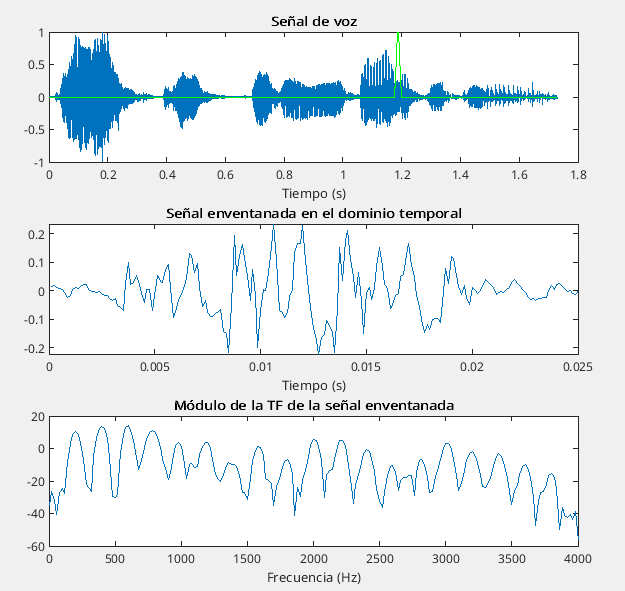 Señal de voz
1
0.5
0
-0.5
-1
0 0.2 0.4 0.6 0.8 1 1.2 1.4 1.6 1.8
Tiempo (s)
Señal enventanada en el dominio temporal
0.2
0.1
0
-0.1
-0.2
0 0.005 0.01 0.015 0.02 0.025
Tiempo (s)
Módulo de la TF de la señal enventanada
20
0
-20
-40
-60
0 500 1000 1500 2000 2500 3000 3500 4000
Frecuencia (Hz)